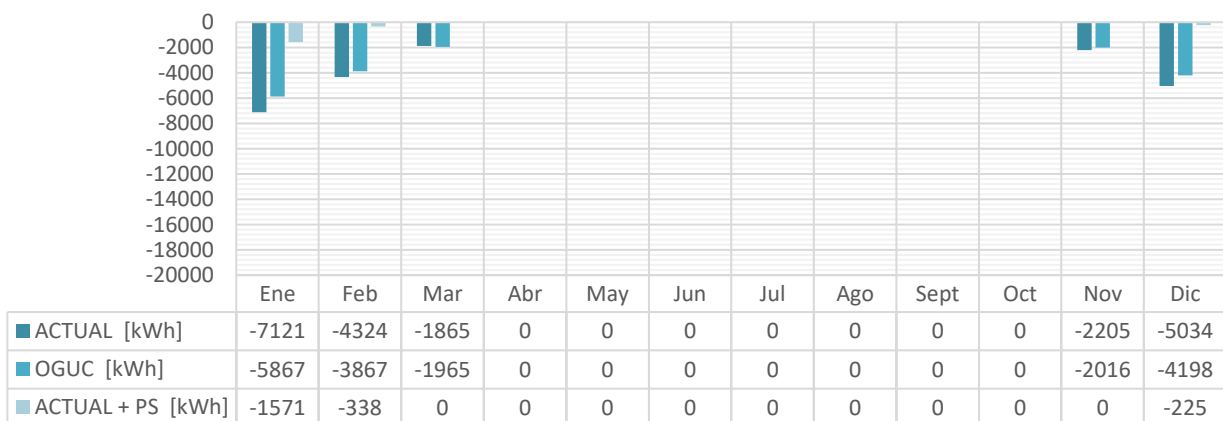 0
-2000
-4000
-6000
-8000
-10000
-12000
-14000
-16000
-18000
-20000
Ene Feb Mar Abr May Jun Jul Ago Sept Oct Nov Dic
ACTUAL [kWh] -7121 -4324 -1865 0 0 0 0 0 0 0 -2205 -5034
OGUC [kWh] -5867 -3867 -1965 0 0 0 0 0 0 0 -2016 -4198
ACTUAL + PS [kWh] -1571 -338 0 0 0 0 0 0 0 0 0 -225